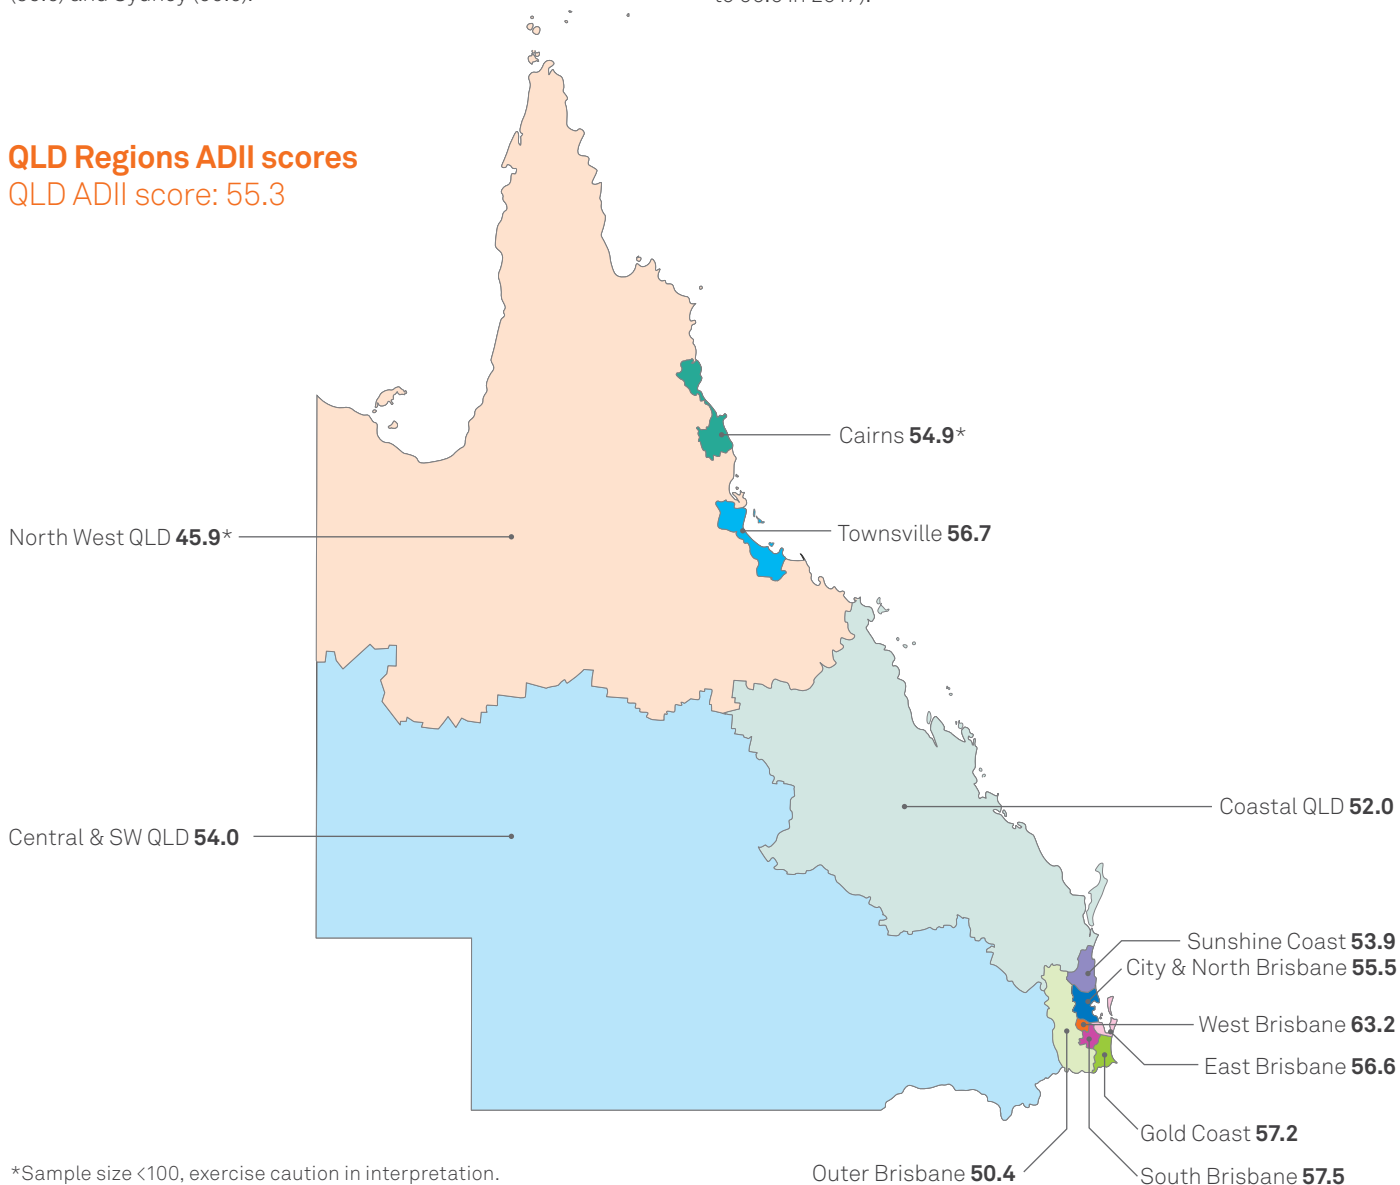 QLD Regions ADII scores
QLD ADII score: 55.3
Cairns 54.9*
North West QLD 45.9*
Townsville 56.7
Coastal QLD 52.0
Central & SW QLD 54.0
Sunshine Coast 53.9
City & North Brisbane 55.5
West Brisbane 63.2
East Brisbane 56.6
Gold Coast 57.2
Outer Brisbane 50.4
South Brisbane 57.5
*Sample size <100, exercise caution in interpretation.